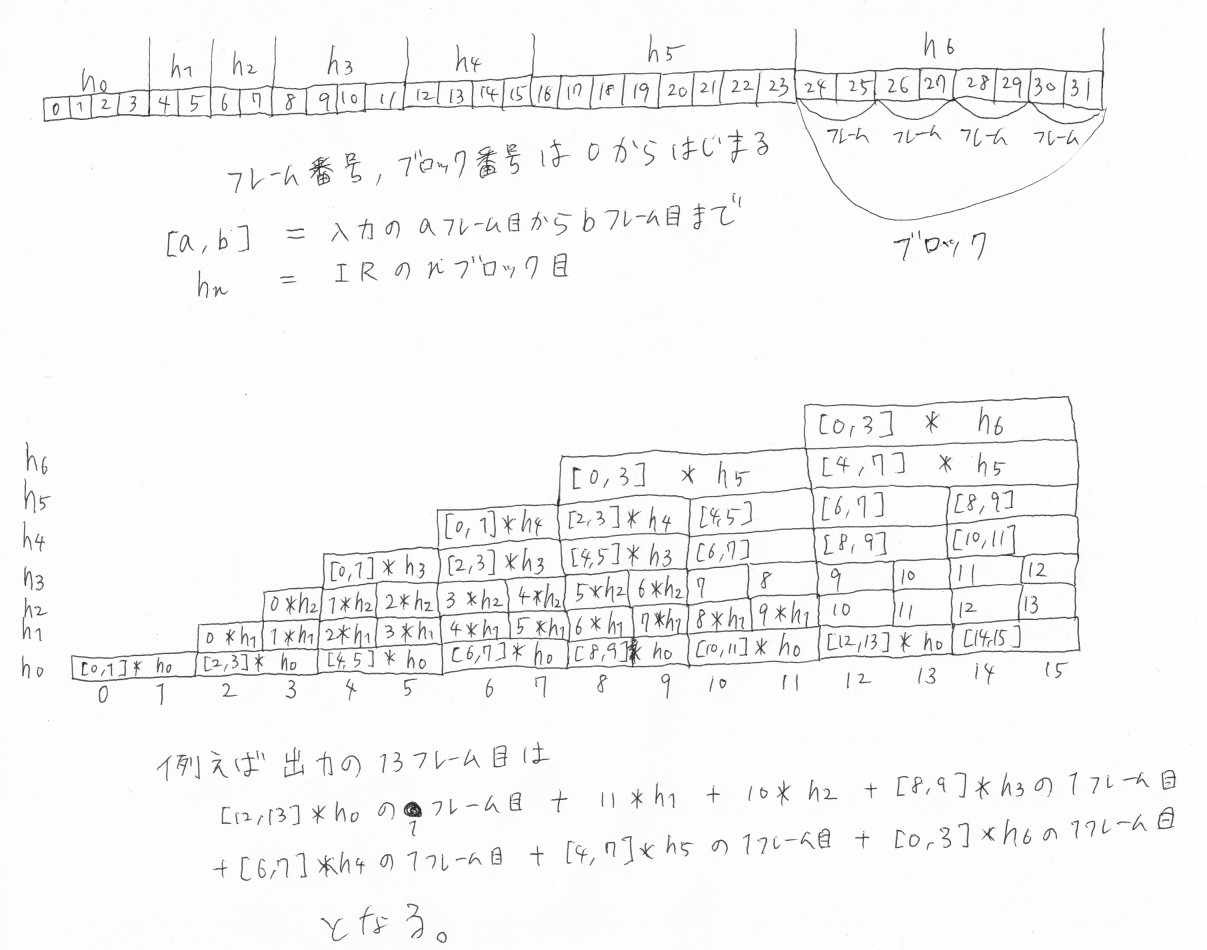 h0 h1 h2 h3 h4 h5 h6
0 1 2 3 4 5 6 7 8 9 10 11 12 13 14 15 16 17 18 19 20 21 22 23 24 25 26 27 28 29 30 31
フレーム フレーム フレーム フレーム
ブロック
フレーム番号,ブロック番号は0からはじまる
[a,b] = 入力のaフレーム目からbフレーム目まで
hn = IRのnブロック目
h6 [0,3] * h6
h5 [0,3] * h5 [4,7] * h5
h4 [0,1]*h4 [2,3]*h4 [4,5] [6,7] [8,9]
h3 [0,1]*h3 [2,3]*h3 [4,5]*h3 [6,7] [8,9] [10,11]
h2 0*h2 1*h2 2*h2 3*h2 4*h2 5*h2 6*h2 7 8 9 10 11 12
h1 0*h1 1*h1 2*h1 3*h1 4*h1 5*h1 6*h1 7*h1 8*h1 9*h1 10 11 12 13
h0 [0,1]*h0 [2,3]*h0 [4,5]*h0 [6,7]*h0 [8,9]*h0 [10,11]*h0 [12,13]*h0 [14,15]
0 1 2 3 4 5 6 7 8 9 10 11 12 13 14 15
例えば出力の13フレーム目は
[12,13]*h0の1フレーム目 + 11*h1 + 10*h2 + [8,9]*h3の1フレーム目
+[6,7]*h4の1フレーム目 + [4,7]*h5の1フレーム目 + [0,3]*h6の1フレーム目
となる。